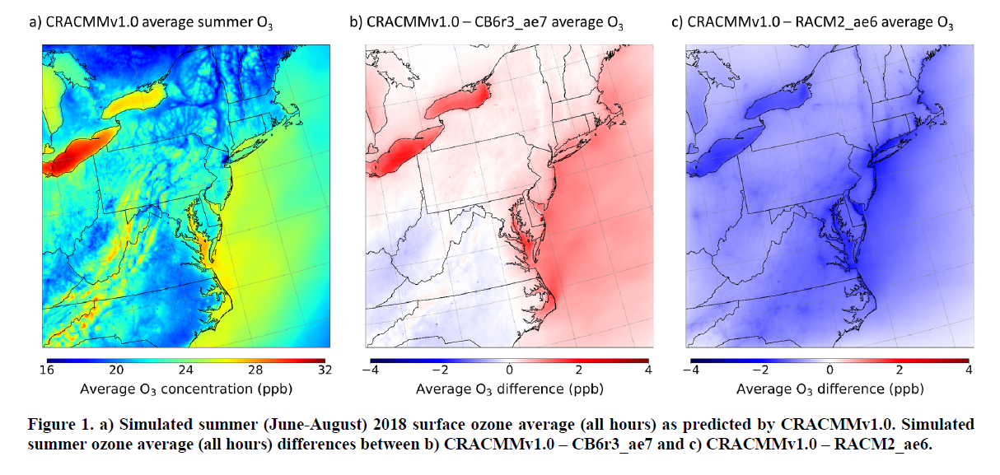 a) CRACMMv1.0 average summer O₃
b) CRACMMv1.0 – CB6r3_ae7 average O₃
c) CRACMMv1.0 – RACM2_ae6 average O₃
16 20 24 28 32
Average O₃ concentration (ppb)
−4 −2 0 2 4
Average O₃ difference (ppb)
−4 −2 0 2 4
Average O₃ difference (ppb)
Figure 1. a) Simulated summer (June-August) 2018 surface ozone average (all hours) as predicted by CRACMMv1.0. Simulated
summer ozone average (all hours) differences between b) CRACMMv1.0 – CB6r3_ae7 and c) CRACMMv1.0 – RACM2_ae6.